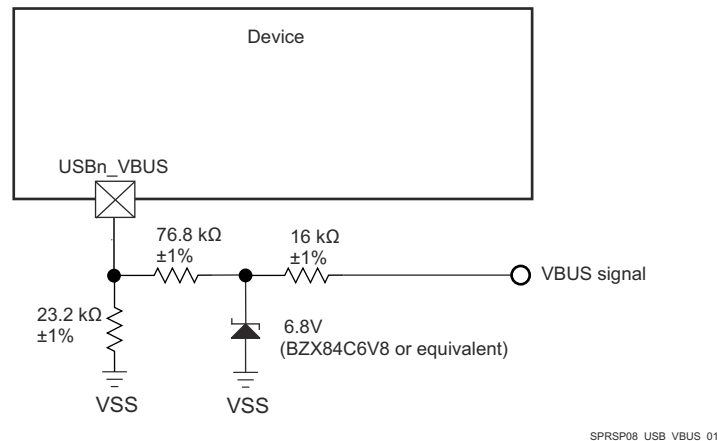 Device
USBn_VBUS
76.8 kΩ
±1%
16 kΩ
±1%
VBUS signal
23.2 kΩ
±1%
6.8V
(BZX84C6V8 or equivalent)
VSS
VSS
SPRSP08_USB_VBUS_01